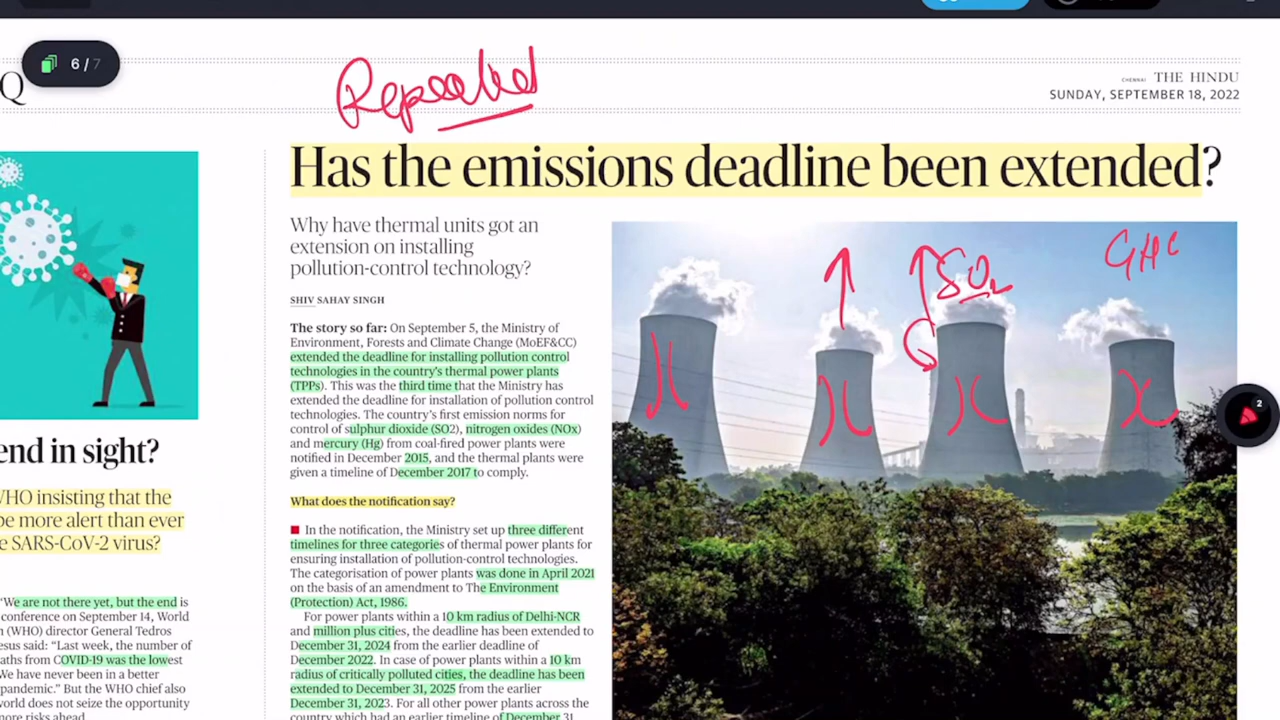 6 / 7
Q
Repeated
CHENNAI THE HINDU
SUNDAY, SEPTEMBER 18, 2022
Has the emissions deadline been extended?
Why have thermal units got an
extension on installing
pollution-control technology?
SHIV SAHAY SINGH
The story so far: On September 5, the Ministry of
Environment, Forests and Climate Change (MoEF&CC)
extended the deadline for installing pollution control
technologies in the country's thermal power plants
(TPPs). This was the third time that the Ministry has
extended the deadline for installation of pollution control
technologies. The country's first emission norms for
control of sulphur dioxide (SO2), nitrogen oxides (NOx)
and mercury (Hg) from coal-fired power plants were
notified in December 2015, and the thermal plants were
given a timeline of December 2017 to comply.
What does the notification say?
■ In the notification, the Ministry set up three different
timelines for three categories of thermal power plants for
ensuring installation of pollution-control technologies.
The categorisation of power plants was done in April 2021
on the basis of an amendment to The Environment
(Protection) Act, 1986.
For power plants within a 10 km radius of Delhi-NCR
and million plus cities, the deadline has been extended to
December 31, 2024 from the earlier deadline of
December 2022. In case of power plants within a 10 km
radius of critically polluted cities, the deadline has been
extended to December 31, 2025 from the earlier
December 31, 2023. For all other power plants across the
country which had an earlier timeline of December 31
SO2
GHC
2
end in sight?
WHO insisting that the
be more alert than ever
e SARS-CoV-2 virus?
"We are not there yet, but the end is
conference on September 14, World
(WHO) director General Tedros
esus said: "Last week, the number of
aths from COVID-19 was the lowest
We have never been in a better
pandemic." But the WHO chief also
world does not seize the opportunity
more risks ahead.